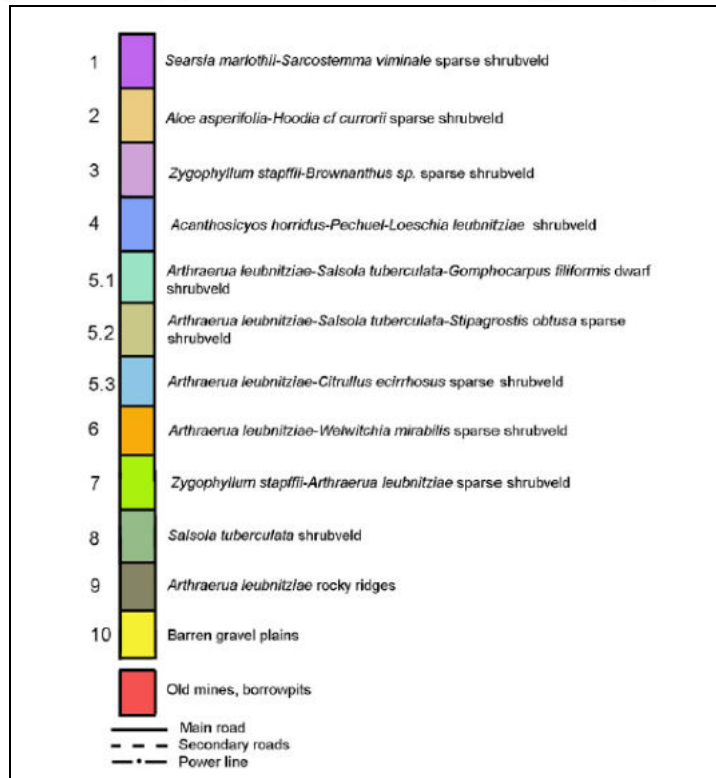 1 Searsia marlothii-Sarcostemma viminale sparse shrubveld
2 Aloe asperifolia-Hoodia cf currorii sparse shrubveld
3 Zygophyllum stapffii-Brownanthus sp. sparse shrubveld
4 Acanthosicyos horridus-Pechuel-Loeschia leubnitziae shrubveld
5.1 Arthraerua leubnitziae-Salsola tuberculata-Gomphocarpus filiformis dwarf
shrubveld
5.2 Arthraerua leubnitziae-Salsola tuberculata-Stipagrostis obtusa sparse
shrubveld
5.3 Arthraerua leubnitziae-Citrullus ecirrhosus sparse shrubveld
6 Arthraerua leubnitziae-Welwitchia mirabilis sparse shrubveld
7 Zygophyllum stapffii-Arthraerua leubnitziae sparse shrubveld
8 Salsola tuberculata shrubveld
9 Arthraerua leubnitziae rocky ridges
10 Barren gravel plains
Old mines, borrowpits
Main road
Secondary roads
Power line